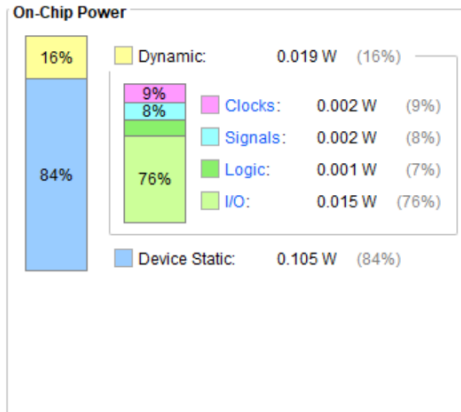 On-Chip Power
16% Dynamic: 0.019 W (16%)
9% Clocks: 0.002 W (9%)
8% Signals: 0.002 W (8%)
Logic: 0.001 W (7%)
84% 76% I/O: 0.015 W (76%)
Device Static: 0.105 W (84%)